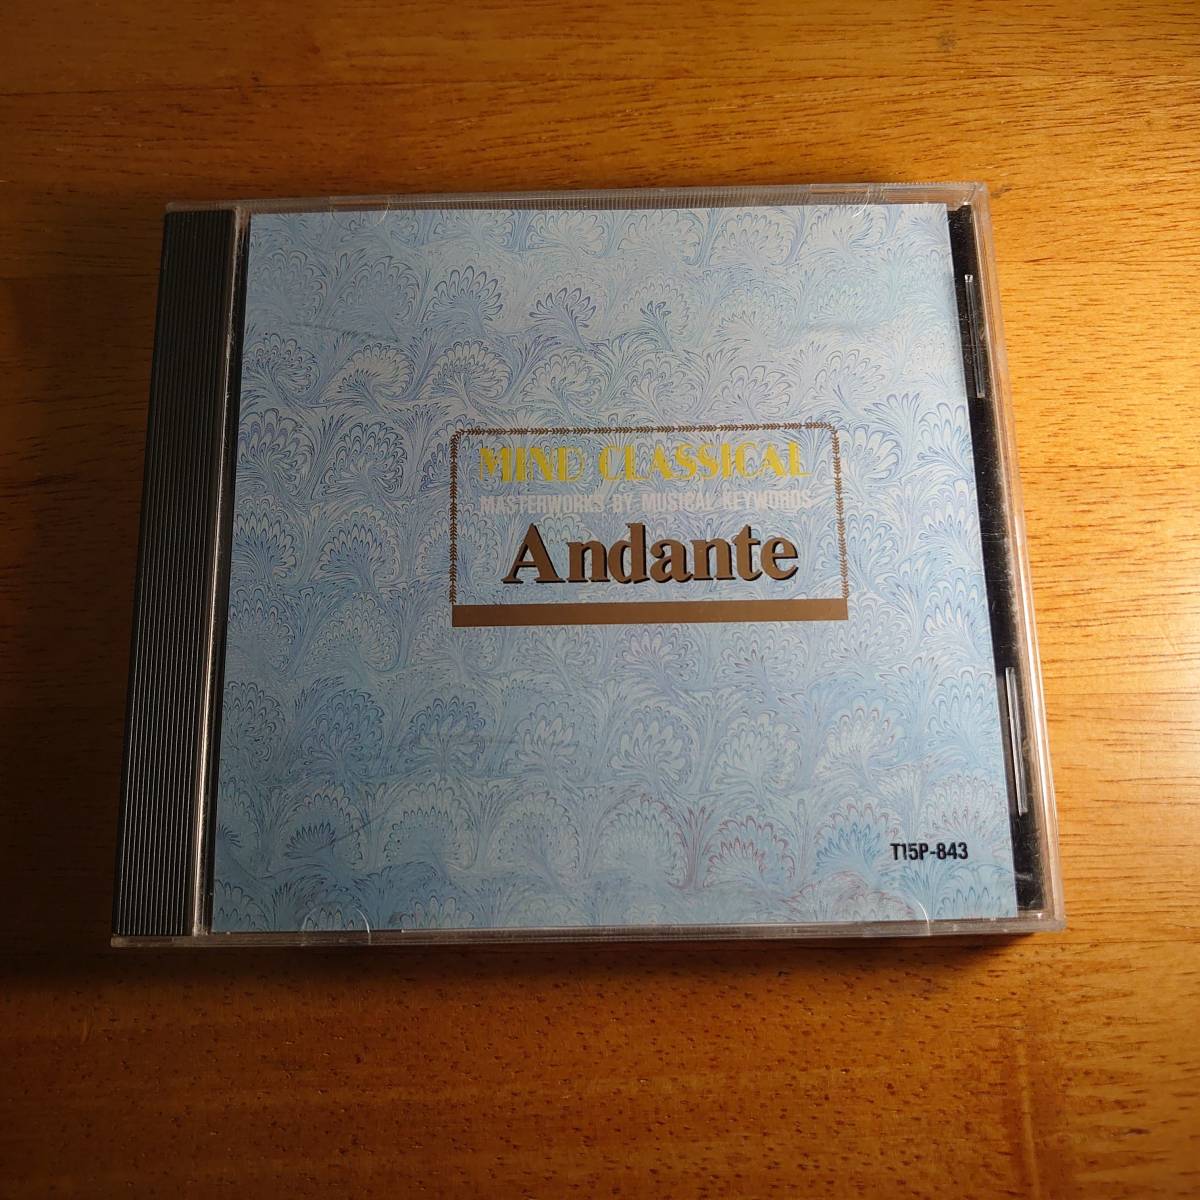 MIND CLASSICAL
MASTERWORKS BY MUSICAL KEYWORDS
Andante
T15P-843